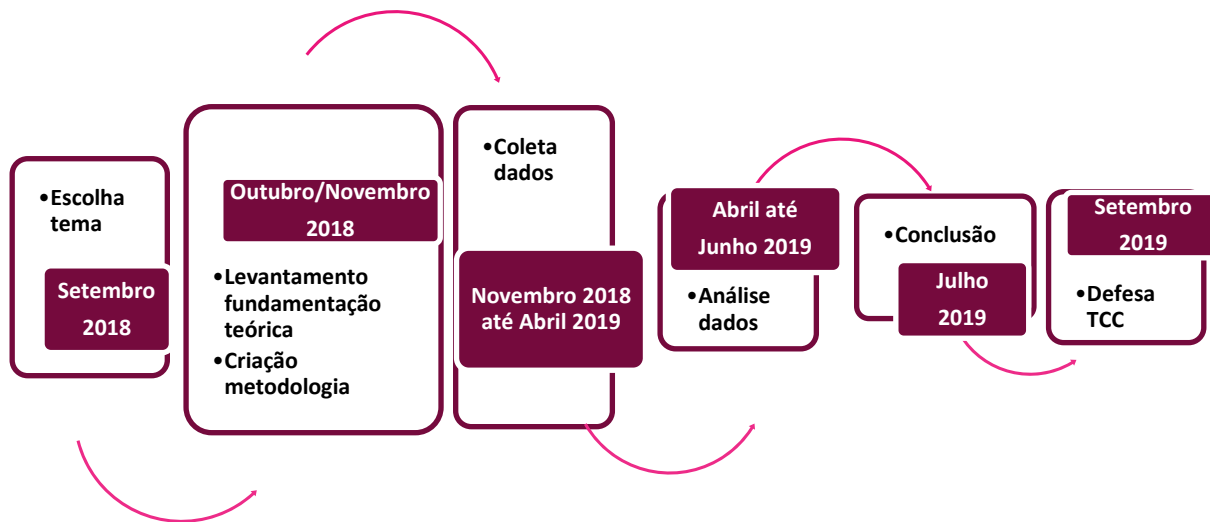 •Escolha
tema
Setembro
2018
Outubro/Novembro
2018
•Levantamento
fundamentação
teórica
•Criação
metodologia
•Coleta
dados
Novembro 2018
até Abril 2019
Abril até
Junho 2019
•Análise
dados
•Conclusão
Julho
2019
Setembro
2019
•Defesa
TCC